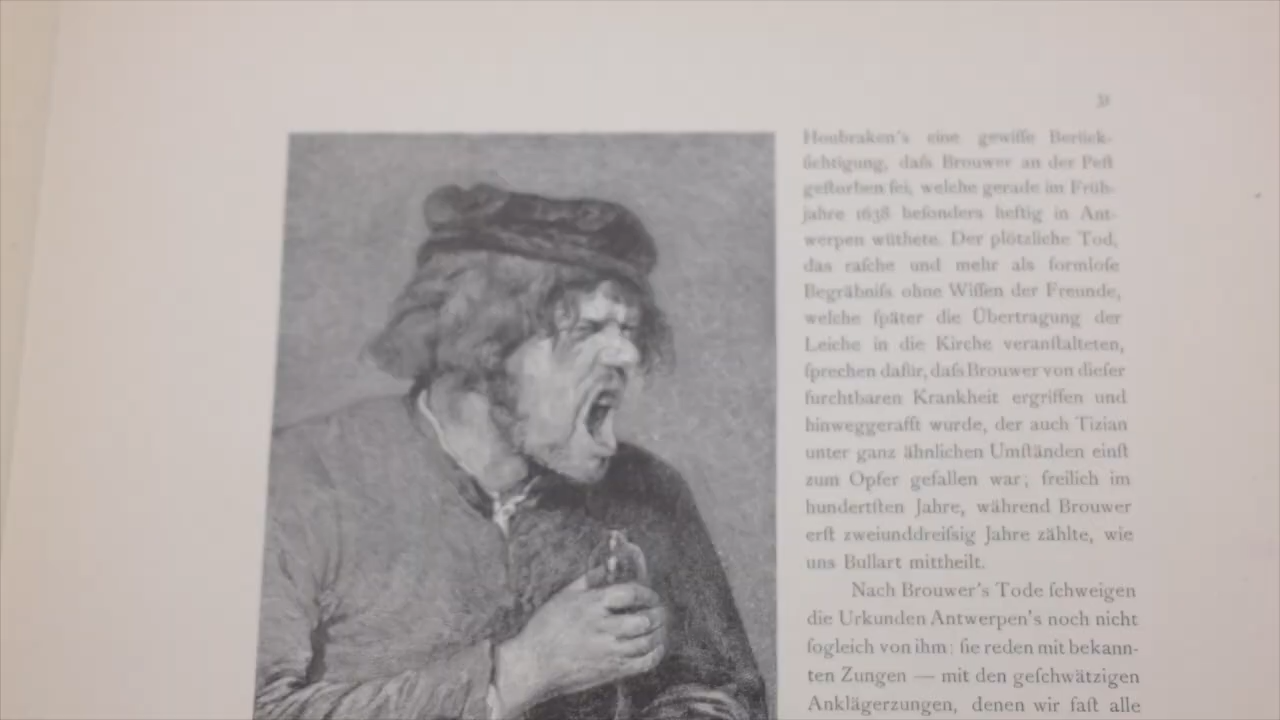 Houbraken's eine gewiſſe Berück-
ſichtigung, daſs Brouwer an der Peſt
geſtorben ſei, welche gerade im Früh-
jahre 1638 beſonders heftig in Ant-
werpen wüthete. Der plötzliche Tod,
das raſche und mehr als formloſe
Begräbniſs ohne Wiſſen der Freunde,
welche ſpäter die Übertragung der
Leiche in die Kirche veranſtalteten,
ſprechen dafür, daſs Brouwer von dieſer
furchtbaren Krankheit ergriffen und
hinweggerafft wurde, der auch Tizian
unter ganz ähnlichen Umſtänden einſt
zum Opfer gefallen war; freilich im
hundertſten Jahre, während Brouwer
erſt zweiunddreiſsig Jahre zählte, wie
uns Bullart mittheilt.
Nach Brouwer's Tode ſchweigen
die Urkunden Antwerpen's noch nicht
ſogleich von ihm: ſie reden mit bekann-
ten Zungen — mit den geſchwätzigen
Anklägerzungen, denen wir faſt alle